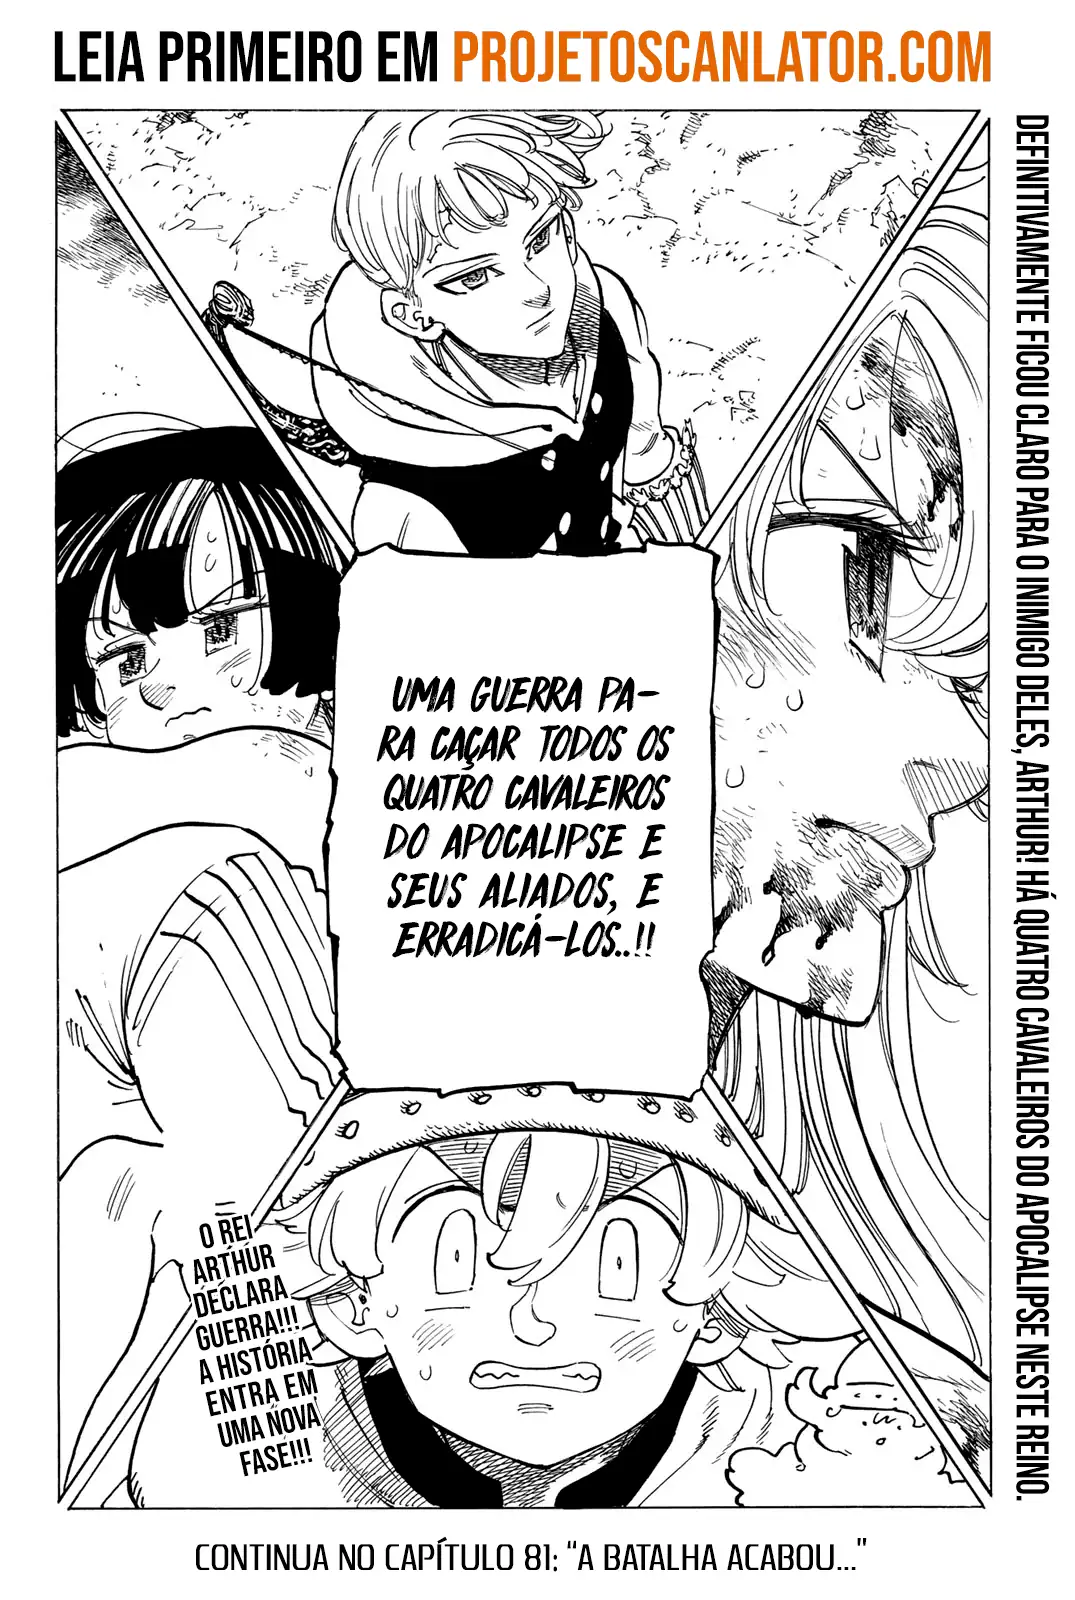 LEIA PRIMEIRO EM PROJETOSCANLATOR.COM
DEFINITIVAMENTE FICOU CLARO PARA O INIMIGO DELES, ARTHUR! HÁ QUATRO CAVALEIROS DO APOCALIPSE NESTE REINO.
UMA GUERRA PA-
RA CAÇAR TODOS OS
QUATRO CAVALEIROS
DO APOCALIPSE E
SEUS ALIADOS, E
ERRADICÁ-LOS..!!
O REI
ARTHUR
DECLARA
GUERRA!!!
A HISTÓRIA
ENTRA EM
UMA NOVA
FASE!!!
CONTINUA NO CAPÍTULO 81: “A BATALHA ACABOU...”